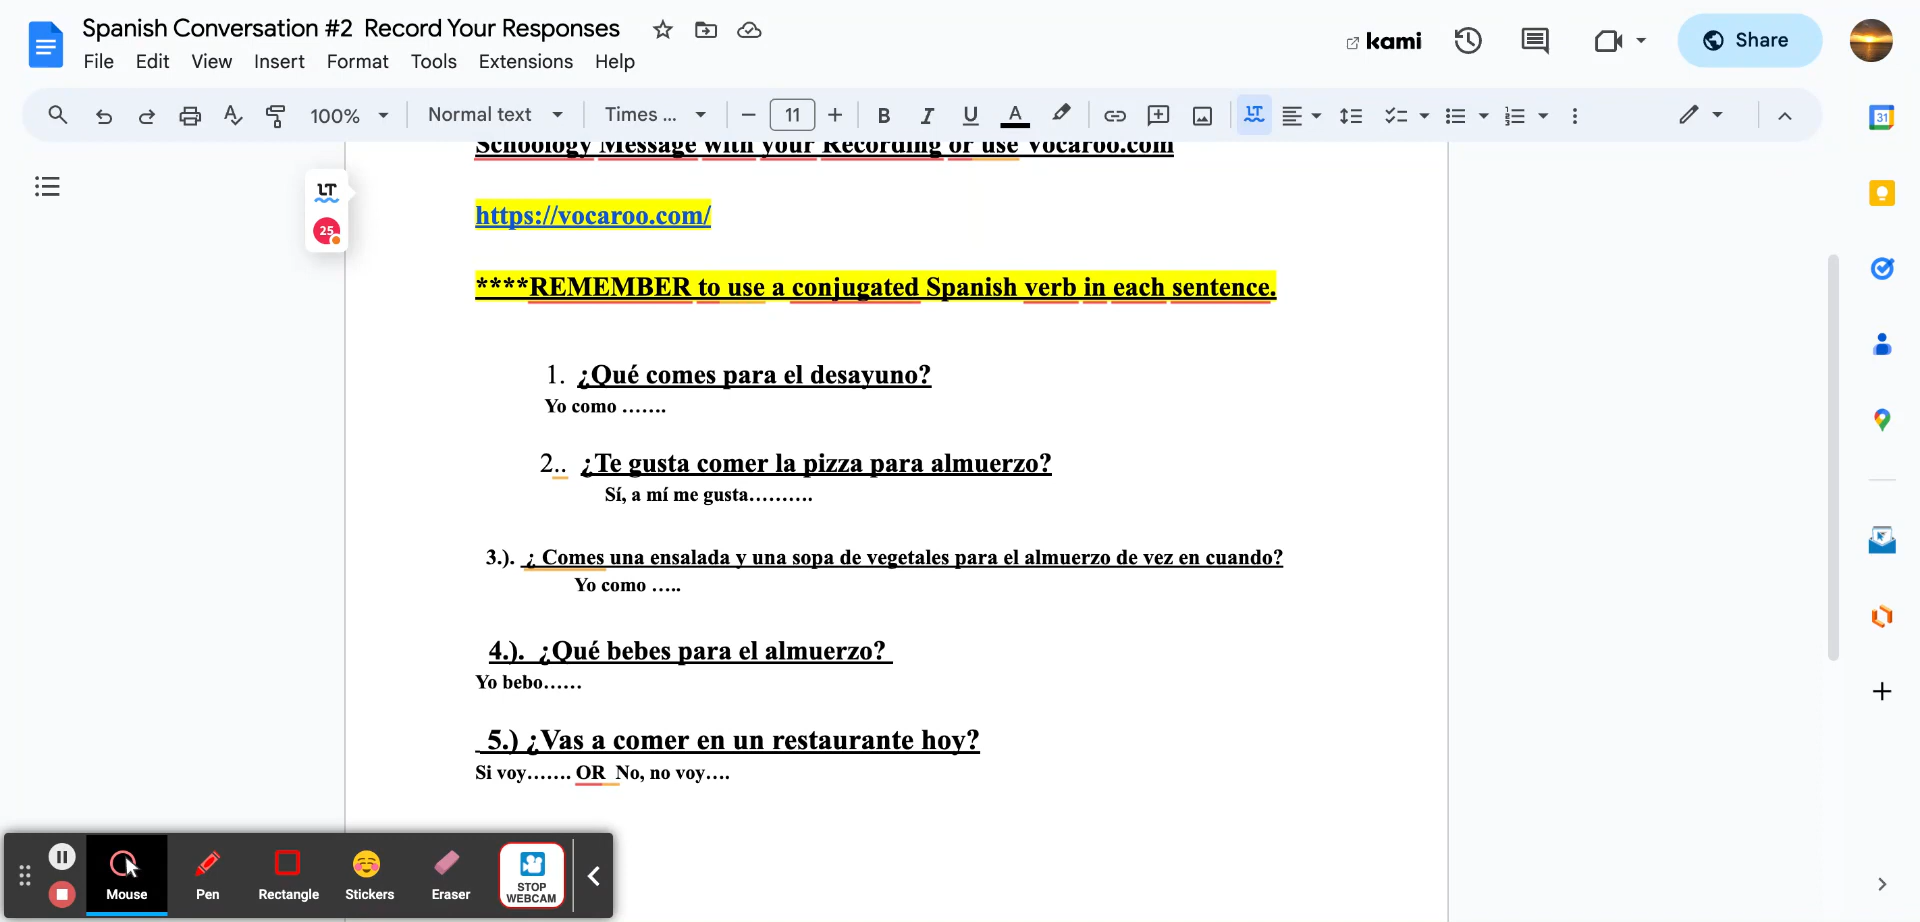 Spanish Conversation #2 Record Your Responses
kami
Share
File Edit View Insert Format Tools Extensions Help
100% Normal text Times ... 11 B I U A LT
31
Schoology Message with your Recording or use Vocaroo.com
LT
25
https://vocaroo.com/
****REMEMBER to use a conjugated Spanish verb in each sentence.
1. ¿Qué comes para el desayuno?
Yo como …….
2.. ¿Te gusta comer la pizza para almuerzo?
Sí, a mí me gusta……….
3.). ¿ Comes una ensalada y una sopa de vegetales para el almuerzo de vez en cuando?
Yo como …..
4.). ¿Qué bebes para el almuerzo?
Yo bebo……
5.) ¿Vas a comer en un restaurante hoy?
Si voy……. OR No, no voy….
Mouse Pen Rectangle Stickers Eraser STOP
WEBCAM